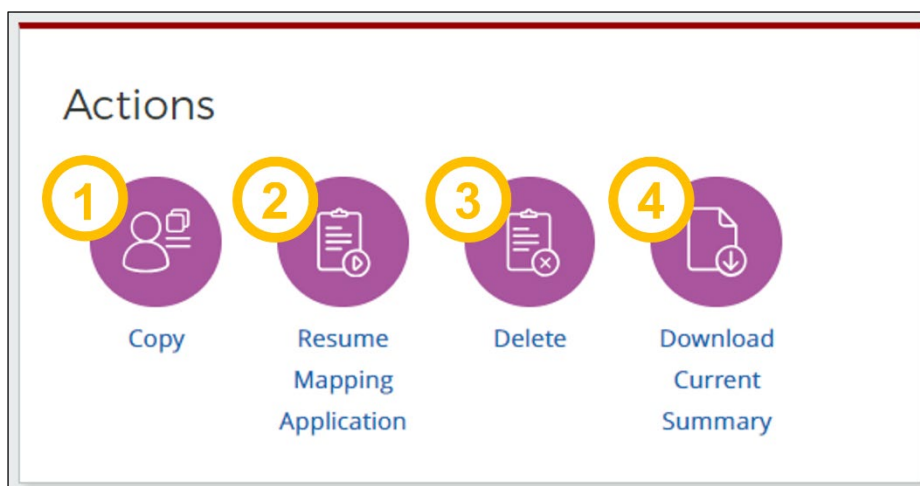 Actions
1
2
3
4
Copy
Resume
Mapping
Application
Delete
Download
Current
Summary